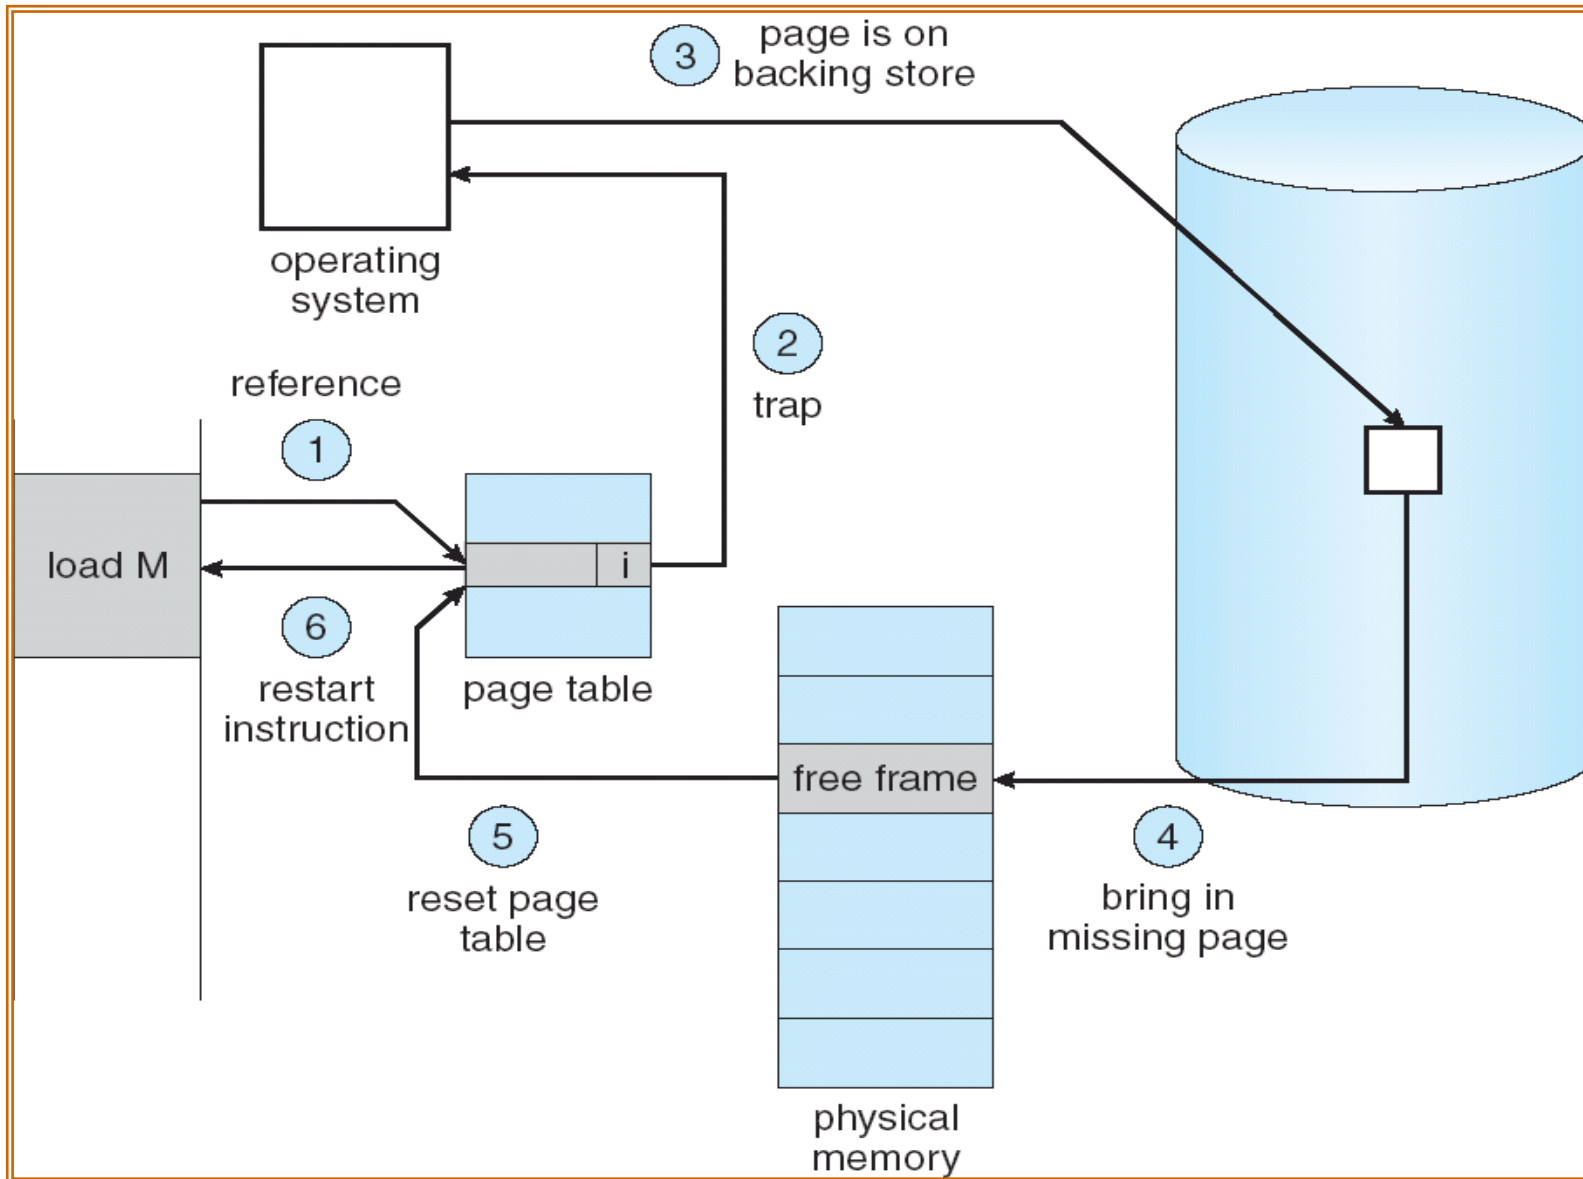 3
page is on
backing store
operating
system
2
trap
reference
1
load M
i
6
restart
instruction
page table
free frame
5
reset page
table
4
bring in
missing page
physical
memory